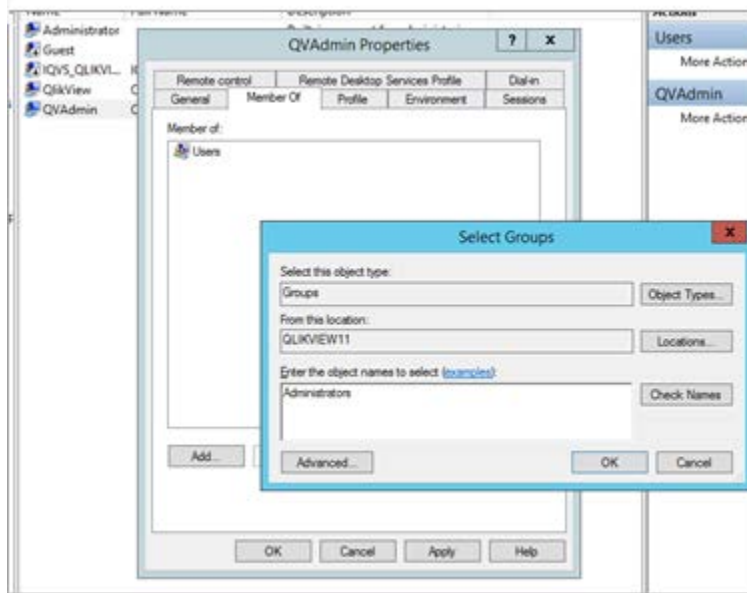 Administrator
Guest
IQVS_QLIKVI...
QlikView
QVAdmin
QVAdmin Properties
? x
Remote control Remote Desktop Services Profile Dial-in
General Member Of Profile Environment Sessions
Member of:
Users
Add...
OK Cancel Apply Help
Select Groups
x
Select this object type:
Groups
Object Types...
From this location:
QLIKVIEW11
Locations...
Enter the object names to select (examples):
Administrators
Check Names
Advanced...
OK Cancel
Users
More Action
QVAdmin
More Action